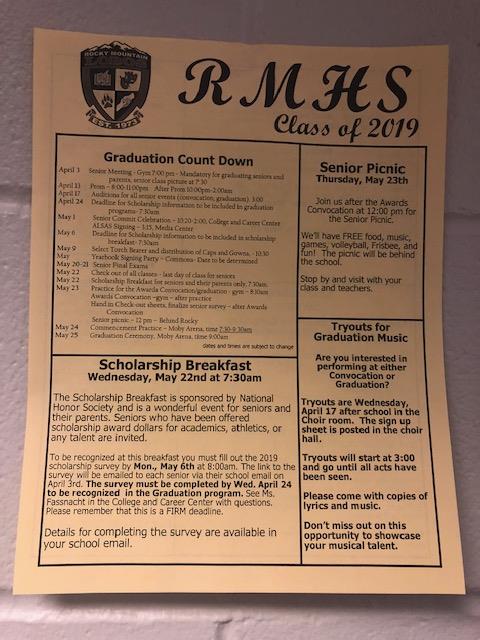 ROCKY MOUNTAIN
LOBOS
EST. 1973
RMHS
Class of 2019
Graduation Count Down
April 3 Senior Meeting - Gym 7:00 pm - Mandatory for graduating seniors and
parents, senior class picture at 7:30
April 13 Prom - 8:00-11:00pm After Prom 10:00pm-2:00am
April 17 Auditions for all senior events (convocation, graduation) 3:00
April 24 Deadline for Scholarship information to be included in graduation
programs- 7:30am
May 1 Senior Commit Celebration - 10:20-2:00, College and Career Center
ALSAS Signing - 3:15, Media Center
May 6 Deadline for Scholarship information to be included in scholarship
breakfast- 7:30am
May 9 Select Torch Bearer and distribution of Caps and Gowns, - 10:30
May Yearbook Signing Party - Commons- Date to be determined
May 20-21 Senior Final Exams
May 22 Check out of all classes - last day of class for seniors
May 22 Scholarship Breakfast for seniors and their parents only, 7:30am.
May 23 Practice for the Awards Convocation/graduation - gym - 8:30am
Awards Convocation -gym - after practice
Hand in Check-out sheets, finalize senior survey - after Awards
Convocation
Senior picnic - 12 pm - Behind Rocky
May 24 Commencement Practice - Moby Arena, time 7:30-9:30am
May 25 Graduation Ceremony, Moby Arena, time 9:00am
dates and times are subject to change
Scholarship Breakfast
Wednesday, May 22nd at 7:30am
The Scholarship Breakfast is sponsored by National
Honor Society and is a wonderful event for seniors and
their parents. Seniors who have been offered
scholarship award dollars for academics, athletics, or
any talent are invited.
To be recognized at this breakfast you must fill out the 2019
scholarship survey by Mon., May 6th at 8:00am. The link to the
survey will be emailed to each senior via their school email on
April 3rd. The survey must be completed by Wed. April 24
to be recognized in the Graduation program. See Ms.
Fassnacht in the College and Career Center with questions.
Please remember that this is a FIRM deadline.
Details for completing the survey are available in
your school email.
Senior Picnic
Thursday, May 23th
Join us after the Awards
Convocation at 12:00 pm for
the Senior Picnic.
We'll have FREE food, music,
games, volleyball, Frisbee, and
fun! The picnic will be behind
the school.
Stop by and visit with your
class and teachers.
Tryouts for
Graduation Music
Are you interested in
performing at either
Convocation or
Graduation?
Tryouts are Wednesday,
April 17 after school in the
Choir room. The sign up
sheet is posted in the choir
hall.
Tryouts will start at 3:00
and go until all acts have
been seen.
Please come with copies of
lyrics and music.
Don't miss out on this
opportunity to showcase
your musical talent.